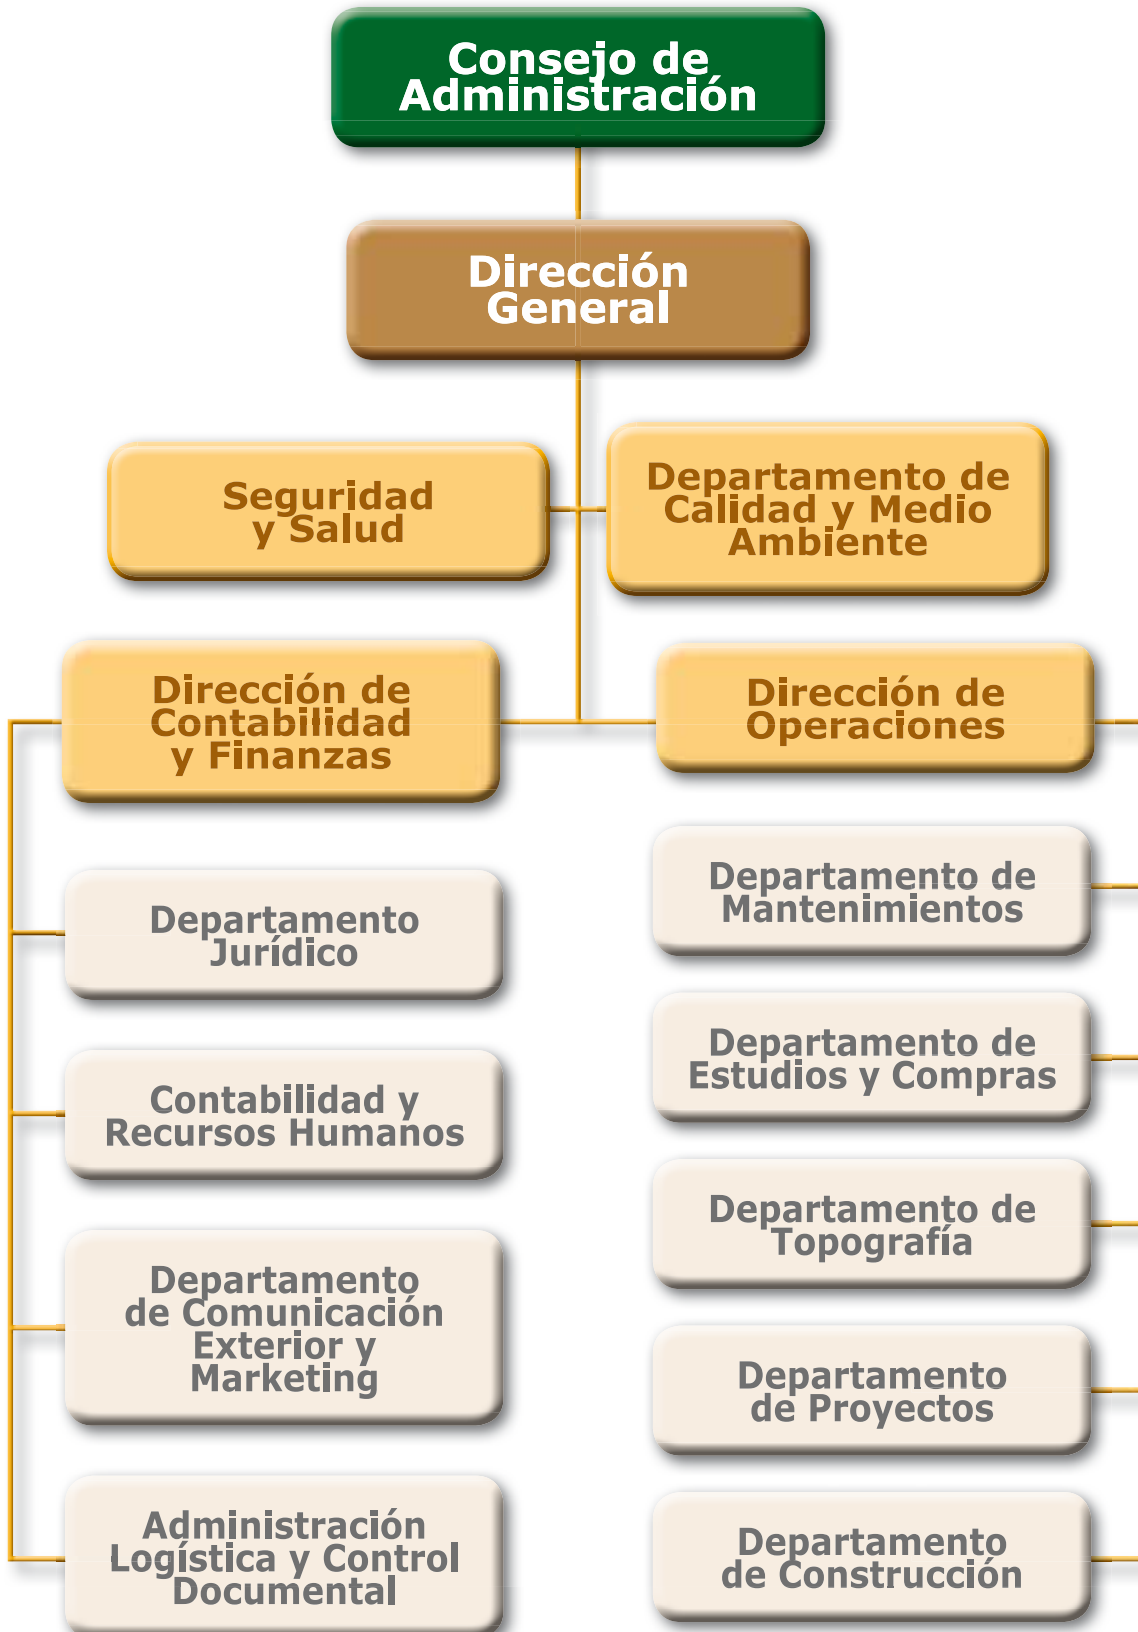 Consejo de
Administración
Dirección
General
Seguridad
y Salud
Departamento de
Calidad y Medio
Ambiente
Dirección de
Contabilidad
y Finanzas
Dirección de
Operaciones
Departamento
Jurídico
Contabilidad y
Recursos Humanos
Departamento
de Comunicación
Exterior y
Marketing
Administración
Logística y Control
Documental
Departamento de
Mantenimientos
Departamento de
Estudios y Compras
Departamento de
Topografía
Departamento
de Proyectos
Departamento
de Construcción